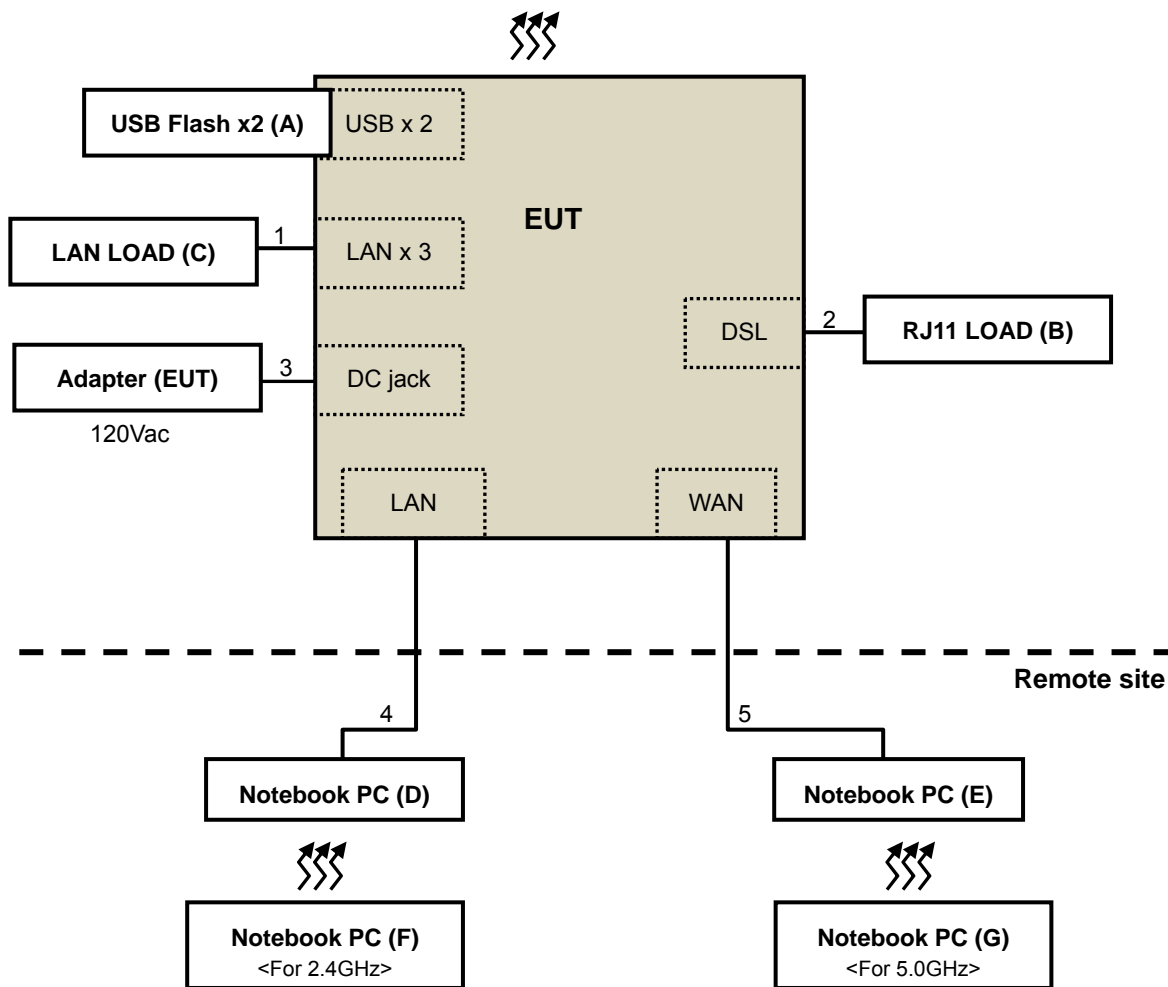 USB Flash x2 (A)
USB x 2
EUT
LAN LOAD (C)
1
LAN x 3
DSL
2
RJ11 LOAD (B)
Adapter (EUT)
3
DC jack
120Vac
LAN
WAN
Remote site
4
5
Notebook PC (D)
Notebook PC (E)
Notebook PC (F)
<For 2.4GHz>
Notebook PC (G)
<For 5.0GHz>